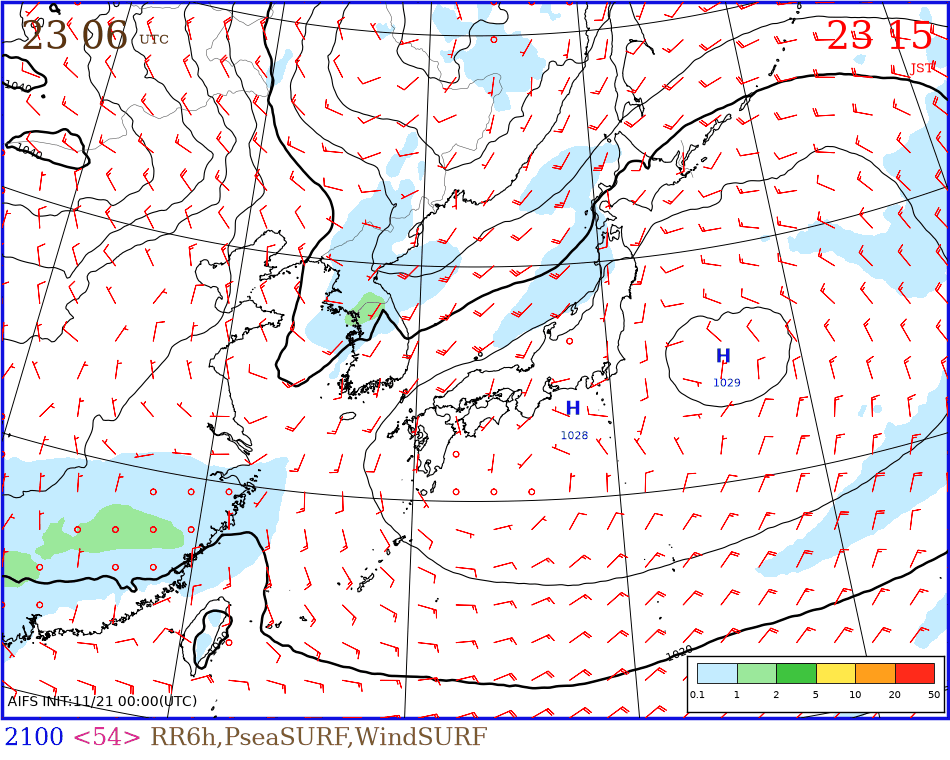 23 06 UTC
23 15
JST
1040
1040
H
1029
H
1028
1020
1020
0.1 1 2 5 10 20 50
AIFS INIT:11/21 00:00(UTC)
2100 <54> RR6h,PseaSURF,WindSURF